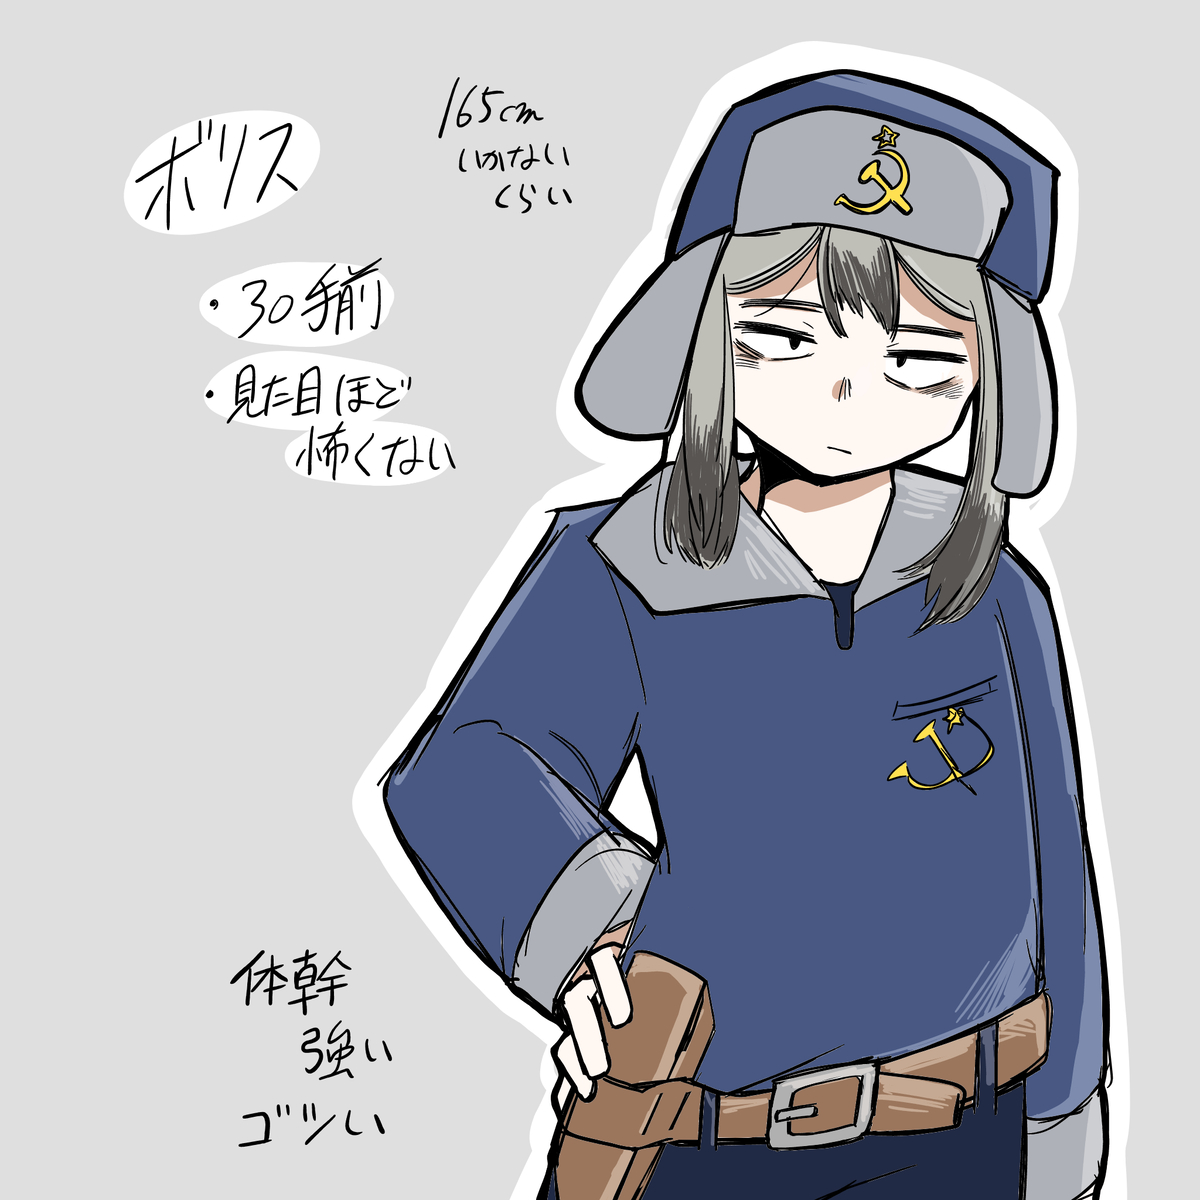 ボリス
165cm
いかない
くらい
・30手前
・見た目ほど
怖くない
体幹
強い
ゴツい